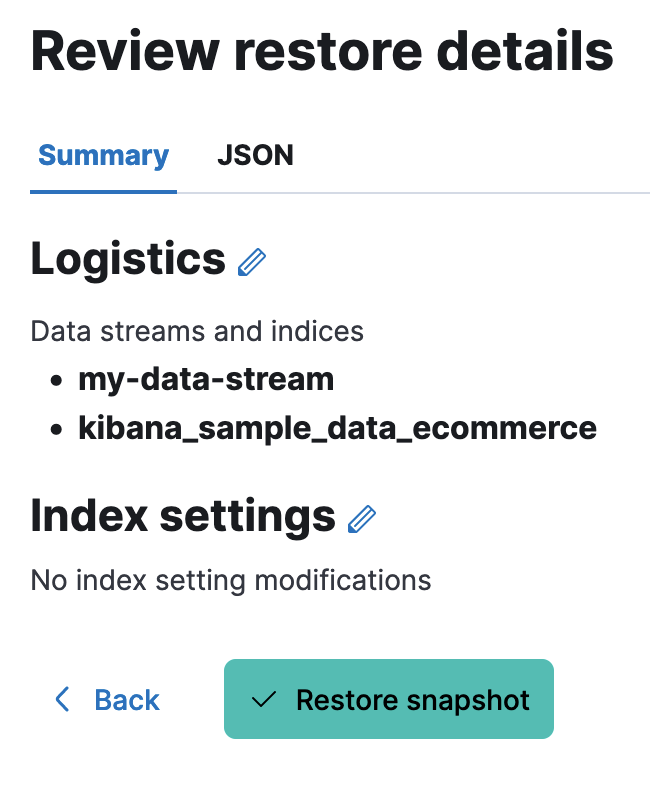 Review restore details
Summary JSON
Logistics
Data streams and indices
• my-data-stream
• kibana_sample_data_ecommerce
Index settings
No index setting modifications
Back Restore snapshot